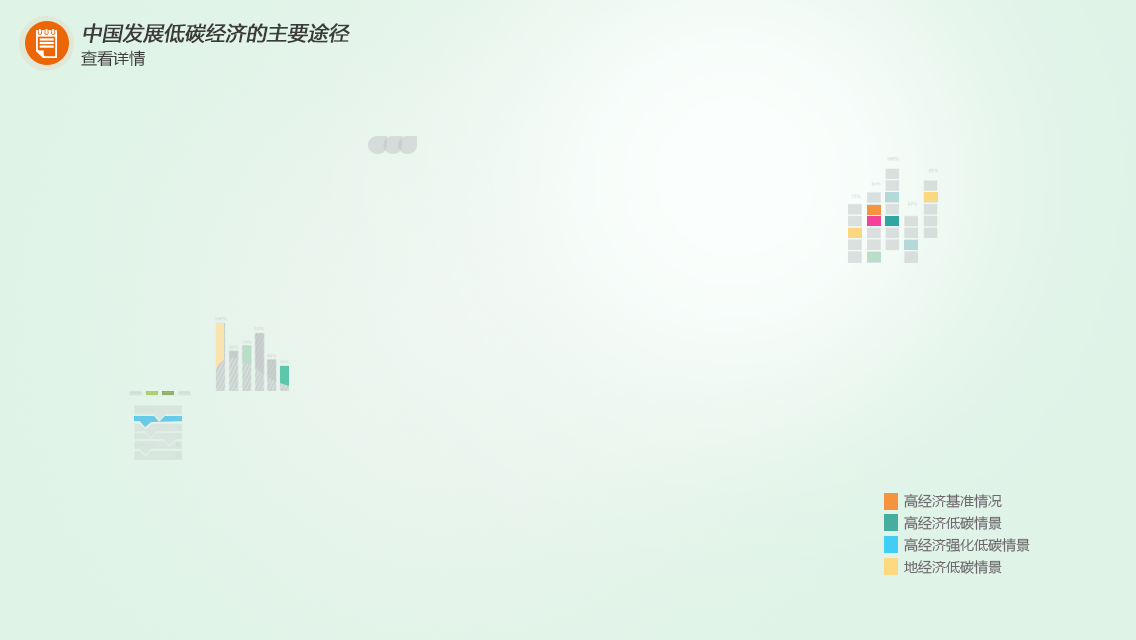 中国发展低碳经济的主要途径
查看详情
高经济基准情况
高经济低碳情景
高经济强化低碳情景
地经济低碳情景